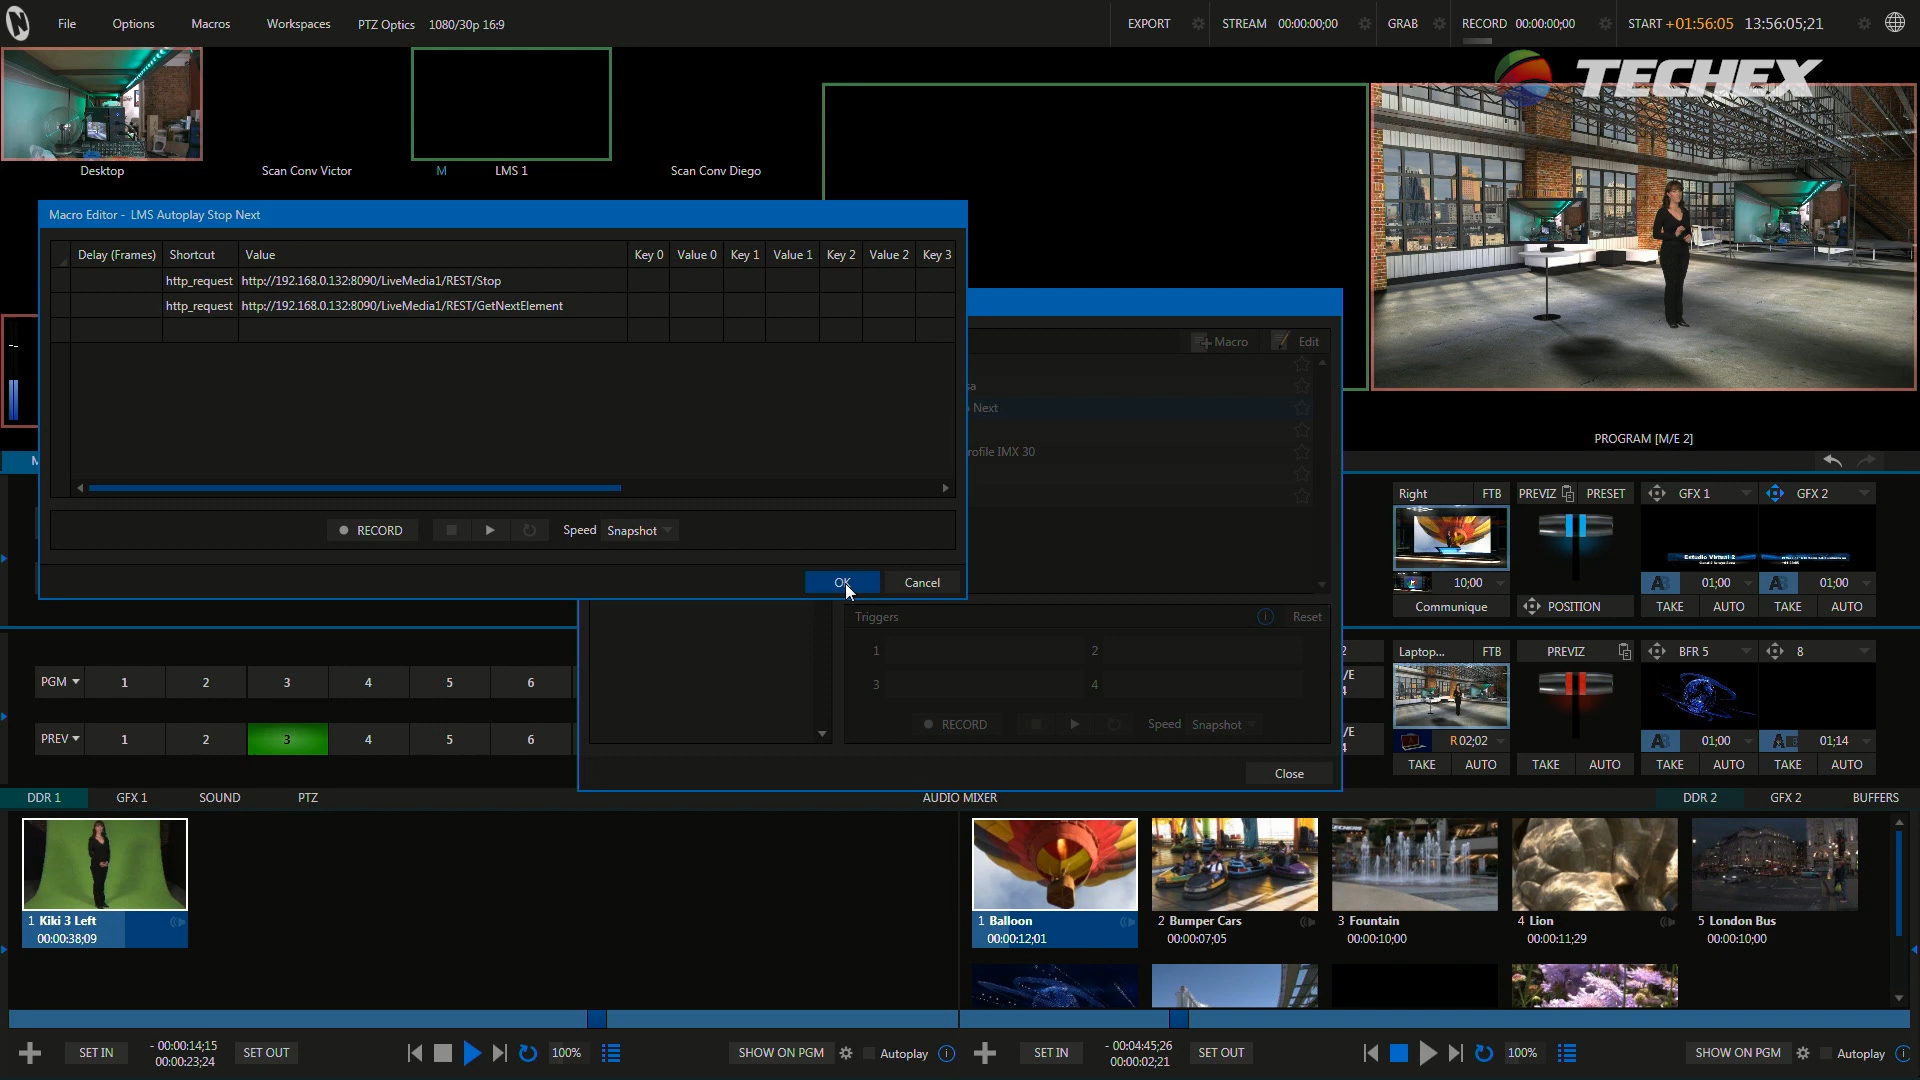 File Options Macros Workspaces PTZ Optics 1080/30p 16:9 EXPORT STREAM 00:00:00;00 GRAB RECORD 00:00:00;00 START +01:56:05 13:56:05;21
TECHEX
Desktop Scan Conv Victor M LMS 1 Scan Conv Diego
Macro Editor - LMS Autoplay Stop Next
Delay (Frames) Shortcut Value Key 0 Value 0 Key 1 Value 1 Key 2 Value 2 Key 3
http_request http://192.168.0.132:8090/LiveMedia1/REST/Stop
http_request http://192.168.0.132:8090/LiveMedia1/REST/GetNextElement
RECORD Speed Snapshot
OK Cancel
Macro Edit
sa
Next
rofile IMX 30
PROGRAM [M/E 2]
Triggers Reset
1 2
3 4
RECORD Speed Snapshot
Close
Right FTB PREVIZ PRESET GFX 1 GFX 2
Estudio Virtual 2
10;00 01;00 01;00
Communique POSITION TAKE AUTO TAKE AUTO
Laptop... FTB PREVIZ BFR 5 8
R 02;02 01;00 01;14
TAKE AUTO TAKE AUTO TAKE AUTO TAKE AUTO
PGM 1 2 3 4 5 6
PREV 1 2 3 4 5 6
DDR 1 GFX 1 SOUND PTZ AUDIO MIXER DDR 2 GFX 2 BUFFERS
1 Kiki 3 Left
00:00:38;09
1 Balloon
00:00:12;01
2 Bumper Cars
00:00:07;05
3 Fountain
00:00:10;00
4 Lion
00:00:11;29
5 London Bus
00:00:10;00
SET IN - 00:00:14;15 SET OUT 100% SHOW ON PGM Autoplay
00:00:23;24
SET IN - 00:04:45;26 SET OUT 100% SHOW ON PGM Autoplay
00:00:02;21